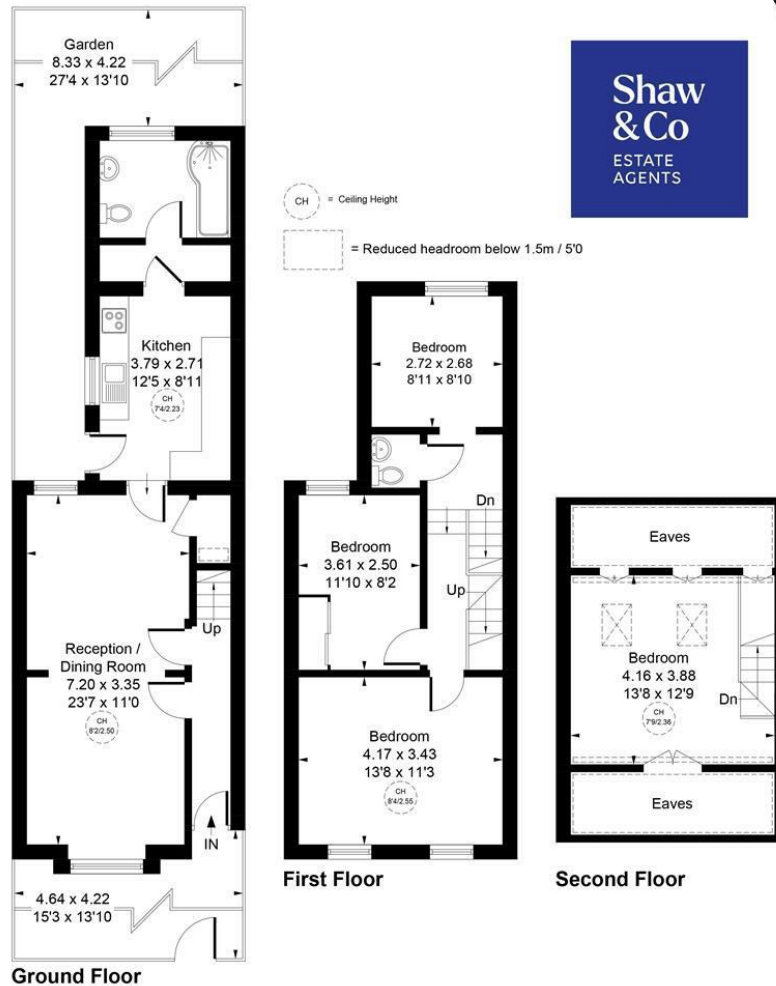 Garden
8.33 x 4.22
27'4 x 13'10
Shaw
& Co
ESTATE
AGENTS
CH = Ceiling Height
= Reduced headroom below 1.5m / 5'0
Kitchen
3.79 x 2.71
12'5 x 8'11
CH
7'4/2.23
Reception /
Dining Room
7.20 x 3.35
23'7 x 11'0
CH
8'2/2.50
Up
IN
4.64 x 4.22
15'3 x 13'10
Ground Floor
Bedroom
2.72 x 2.68
8'11 x 8'10
Dn
Bedroom
3.61 x 2.50
11'10 x 8'2
Up
Bedroom
4.17 x 3.43
13'8 x 11'3
CH
8'4/2.55
First Floor
Eaves
Bedroom
4.16 x 3.88
13'8 x 12'9
CH
7'9/2.36
Dn
Eaves
Second Floor